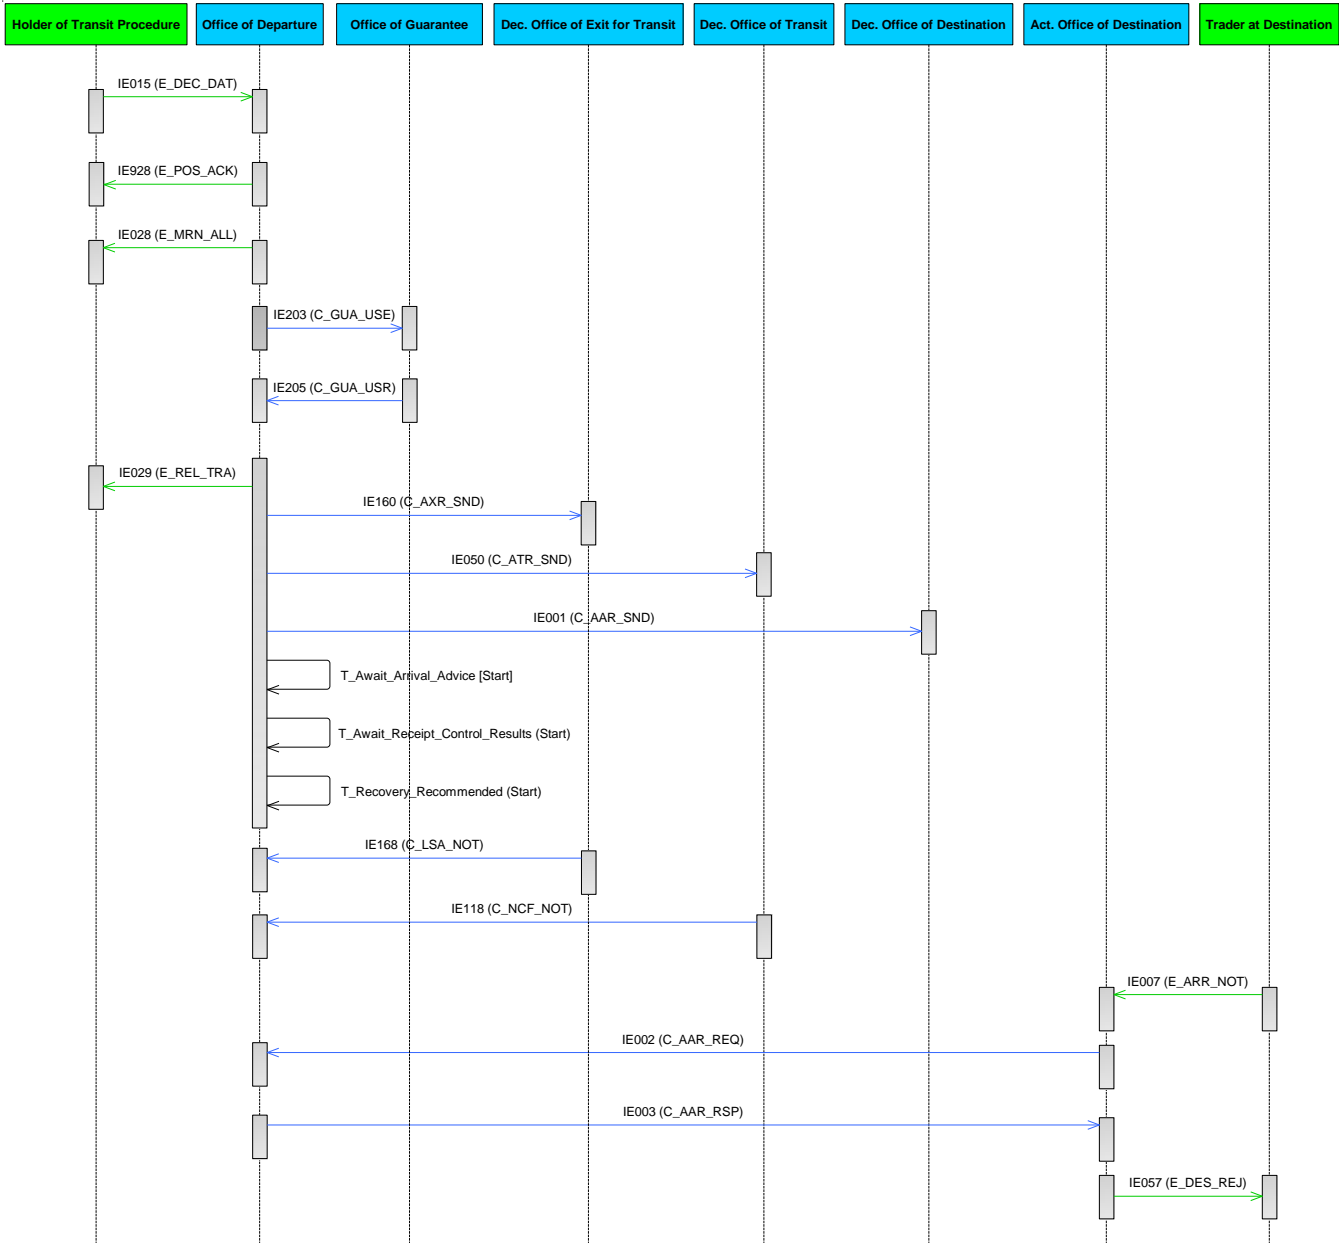 Holder of Transit Procedure
Office of Departure
Office of Guarantee
Dec. Office of Exit for Transit
Dec. Office of Transit
Dec. Office of Destination
Act. Office of Destination
Trader at Destination
IE015 (E_DEC_DAT)
IE928 (E_POS_ACK)
IE028 (E_MRN_ALL)
IE203 (C_GUA_USE)
IE205 (C_GUA_USR)
IE029 (E_REL_TRA)
IE160 (C_AXR_SND)
IE050 (C_ATR_SND)
IE001 (C_AAR_SND)
T_Await_Arrival_Advice [Start]
T_Await_Receipt_Control_Results (Start)
T_Recovery_Recommended (Start)
IE168 (C_LSA_NOT)
IE118 (C_NCF_NOT)
IE007 (E_ARR_NOT)
IE002 (C_AAR_REQ)
IE003 (C_AAR_RSP)
IE057 (E_DES_REJ)